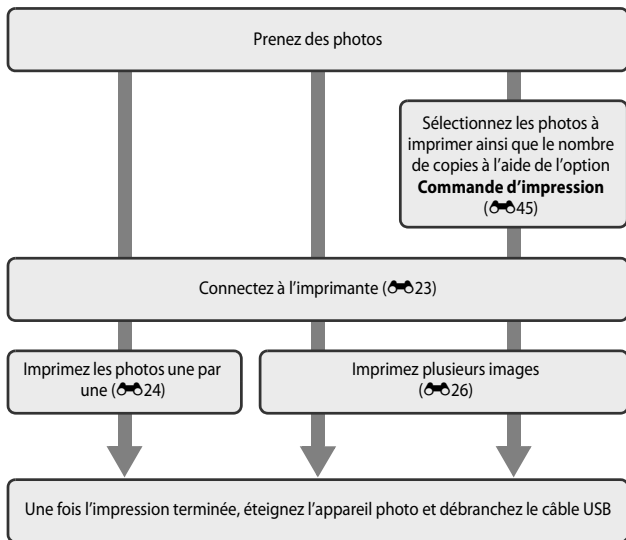 Prenez des photos
Sélectionnez les photos à
imprimer ainsi que le nombre
de copies à l’aide de l’option
Commande d’impression
(45)
Connectez à l’imprimante (23)
Imprimez les photos une par
une (24)
Imprimez plusieurs images
(26)
Une fois l’impression terminée, éteignez l’appareil photo et débranchez le câble USB